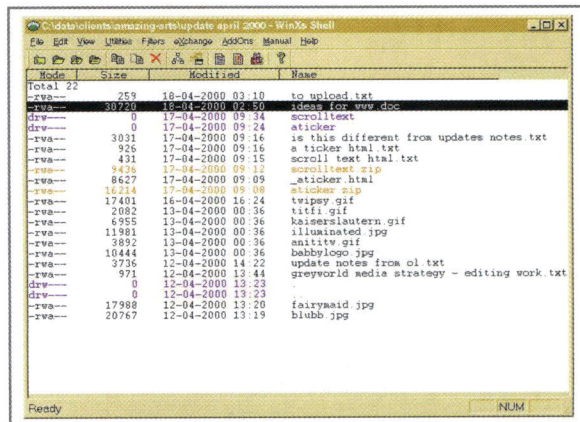 C:\data\clients\amazing-arts\update april 2000 - WinXs Shell
File Edit View Utilities Filters eXchange AddOns Manual Help
Mode Size Modified Name
Total 22
-rwa-- 259 18-04-2000 03:10 to upload.txt
-rwa-- 30720 18-04-2000 02:50 ideas for www.doc
drw--- 0 17-04-2000 09:34 scrolltext
drw--- 0 17-04-2000 09:24 aticker
-rwa-- 3031 17-04-2000 09:16 is this different from updates notes.txt
-rwa-- 926 17-04-2000 09:16 a ticker html.txt
-rwa-- 431 17-04-2000 09:15 scroll text html.txt
-rwa-- 9436 17-04-2000 09:12 scrolltext.zip
-rwa-- 8627 17-04-2000 09:09 _aticker.html
-rwa-- 16214 17-04-2000 09:08 aticker.zip
-rwa-- 17401 16-04-2000 16:24 twipsy.gif
-rwa-- 2082 13-04-2000 00:36 titfi.gif
-rwa-- 6955 13-04-2000 00:36 kaiserslautern.gif
-rwa-- 11981 13-04-2000 00:36 illuminated.jpg
-rwa-- 3892 13-04-2000 00:36 anititw.gif
-rwa-- 10444 13-04-2000 00:36 babbylogo.jpg
-rwa-- 3736 12-04-2000 14:22 update notes from ol.txt
-rwa-- 971 12-04-2000 13:44 greyworld media strategy - editing work.txt
drw--- 0 12-04-2000 13:23 .
drw--- 0 12-04-2000 13:23 ..
-rwa-- 17988 12-04-2000 13:20 fairymaid.jpg
-rwa-- 20767 12-04-2000 13:19 blubb.jpg
Ready NUM